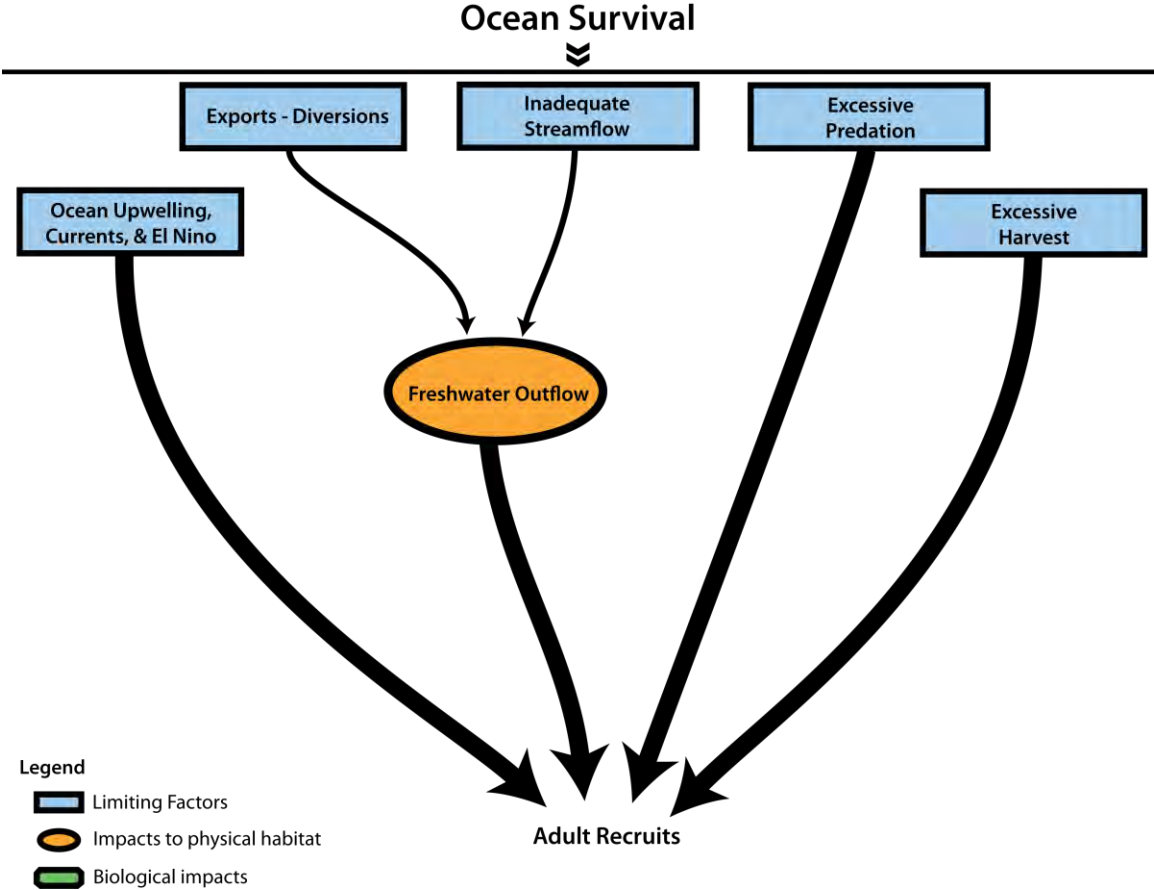 Ocean Survival
Exports - Diversions
Inadequate
Streamflow
Excessive
Predation
Ocean Upwelling,
Currents, & El Nino
Excessive
Harvest
Freshwater Outflow
Adult Recruits
Legend
Limiting Factors
Impacts to physical habitat
Biological impacts